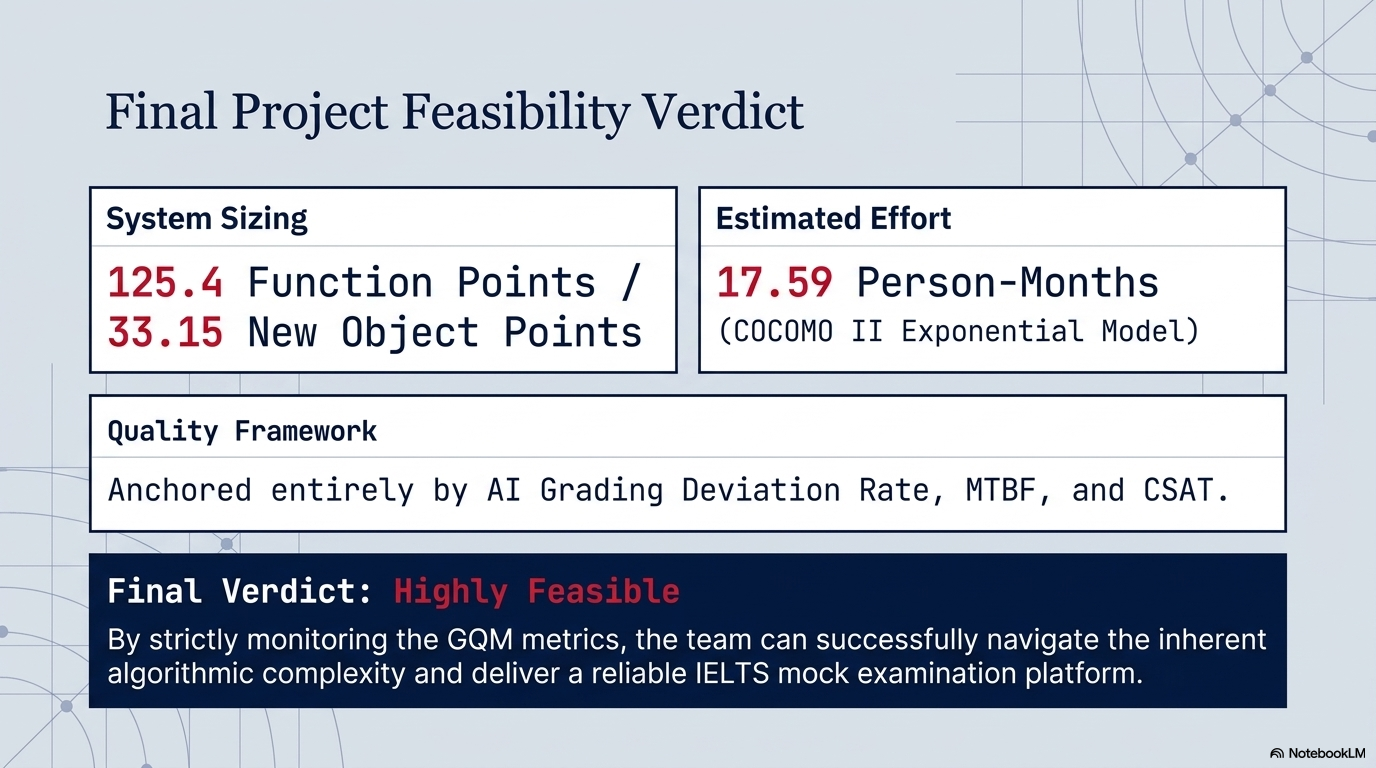 Final Project Feasibility Verdict
System Sizing
125.4 Function Points /
33.15 New Object Points
Estimated Effort
17.59 Person-Months
(COCOMO II Exponential Model)
Quality Framework
Anchored entirely by AI Grading Deviation Rate, MTBF, and CSAT.
Final Verdict: Highly Feasible
By strictly monitoring the GQM metrics, the team can successfully navigate the inherent
algorithmic complexity and deliver a reliable IELTS mock examination platform.
NotebookLM